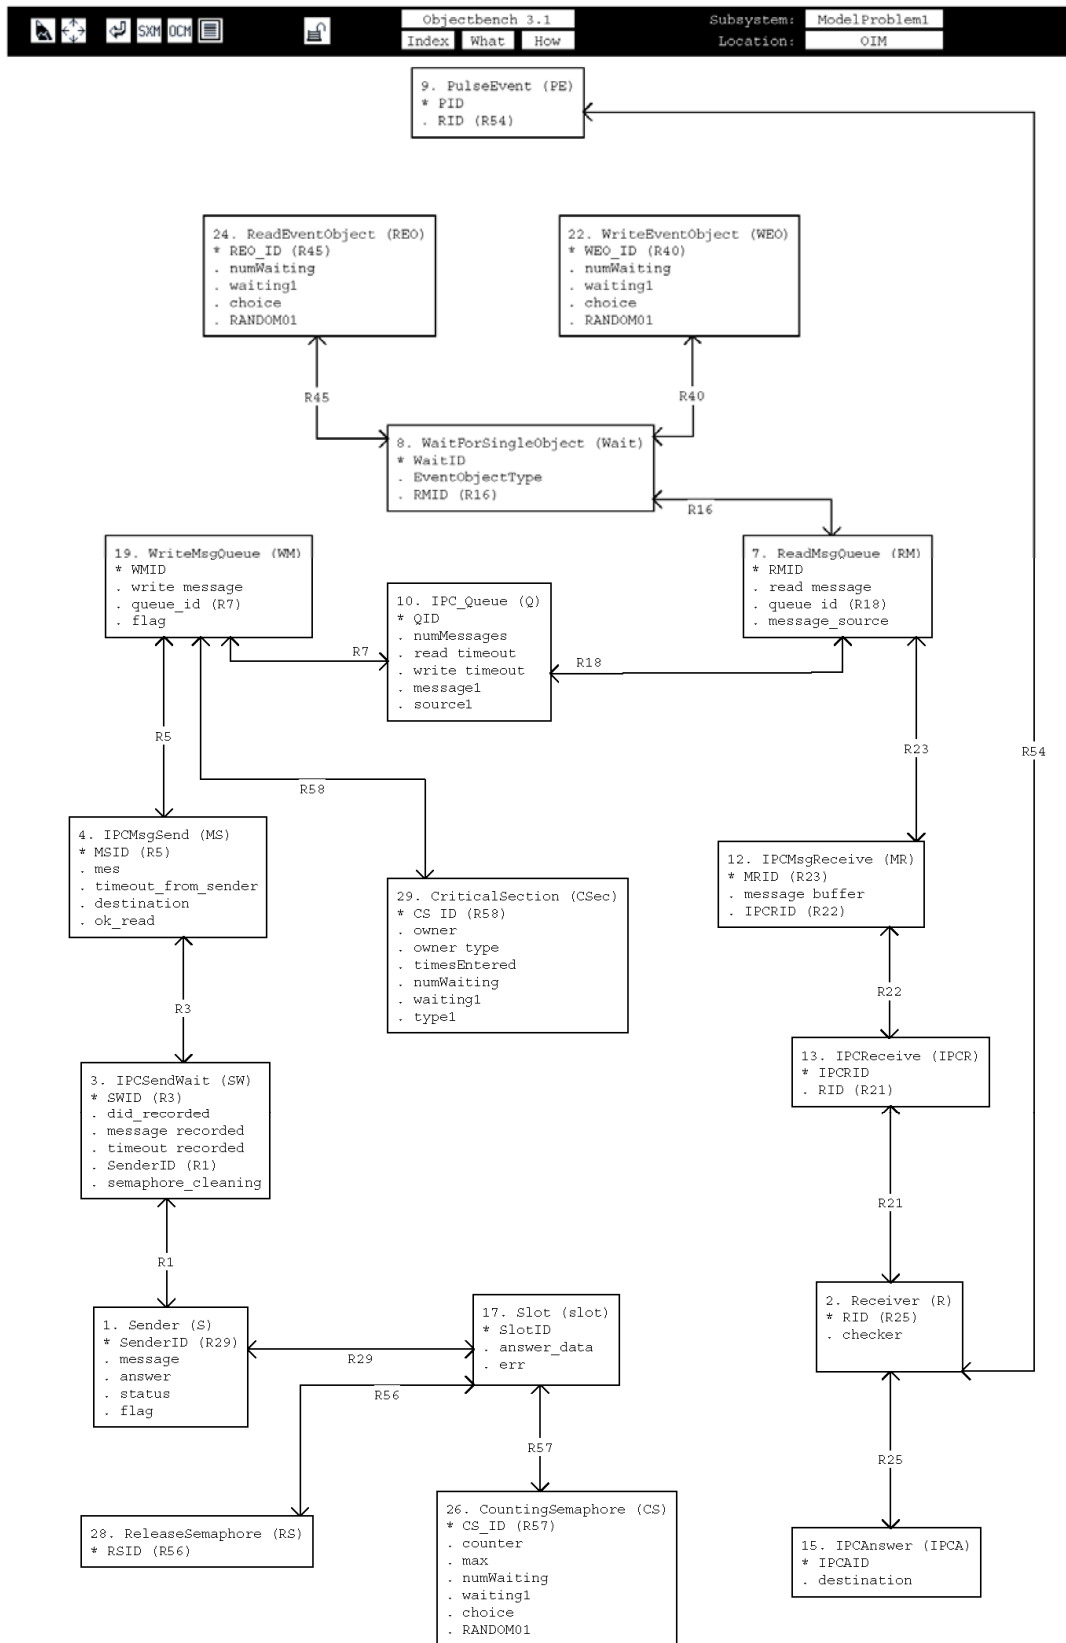 Objectbench 3.1
Subsystem: ModelProblem1
SXM OCM
Index What How
Location: OIM
9. PulseEvent (PE)
* PID
. RID (R54)
24. ReadEventObject (REO)
* REO_ID (R45)
. numWaiting
. waiting1
. choice
. RANDOM01
22. WriteEventObject (WEO)
* WEO_ID (R40)
. numWaiting
. waiting1
. choice
. RANDOM01
R45
R40
8. WaitForSingleObject (Wait)
* WaitID
. EventObjectType
. RMID (R16)
R16
19. WriteMsgQueue (WM)
* WMID
. write message
. queue_id (R7)
. flag
10. IPC_Queue (Q)
* QID
. numMessages
. read timeout
. write timeout
. message1
. source1
7. ReadMsgQueue (RM)
* RMID
. read message
. queue id (R18)
. message_source
R7
R18
R5
R23
R54
R58
4. IPCMsgSend (MS)
* MSID (R5)
. mes
. timeout_from_sender
. destination
. ok_read
29. CriticalSection (CSec)
* CS ID (R58)
. owner
. owner type
. timesEntered
. numWaiting
. waiting1
. type1
12. IPCMsgReceive (MR)
* MRID (R23)
. message buffer
. IPCRID (R22)
R3
R22
3. IPCSendWait (SW)
* SWID (R3)
. did_recorded
. message recorded
. timeout recorded
. SenderID (R1)
. semaphore_cleaning
13. IPCReceive (IPCR)
* IPCRID
. RID (R21)
R21
R1
1. Sender (S)
* SenderID (R29)
. message
. answer
. status
. flag
17. Slot (slot)
* SlotID
. answer_data
. err
2. Receiver (R)
* RID (R25)
. checker
R29
R56
R57
R25
28. ReleaseSemaphore (RS)
* RSID (R56)
26. CountingSemaphore (CS)
* CS_ID (R57)
. counter
. max
. numWaiting
. waiting1
. choice
. RANDOM01
15. IPCAnswer (IPCA)
* IPCAID
. destination